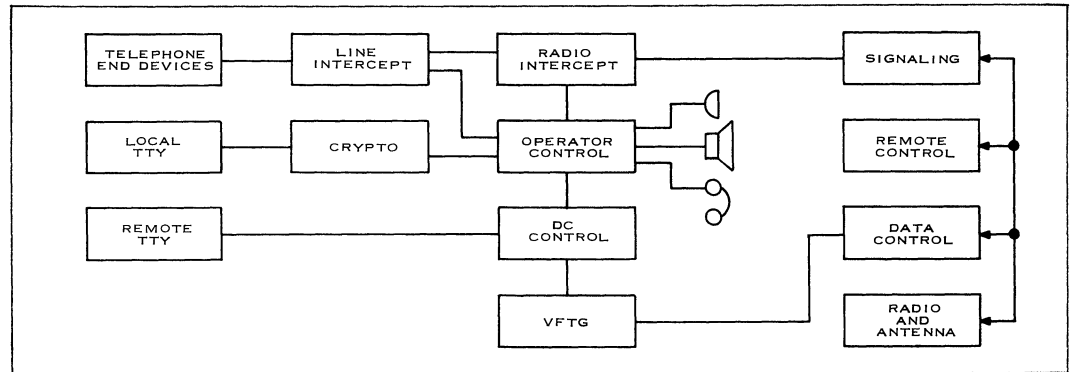 TELEPHONE
END DEVICES
LINE
INTERCEPT
RADIO
INTERCEPT
SIGNALING
LOCAL
TTY
CRYPTO
OPERATOR
CONTROL
REMOTE
CONTROL
REMOTE
TTY
DC
CONTROL
DATA
CONTROL
VFTG
RADIO
AND
ANTENNA